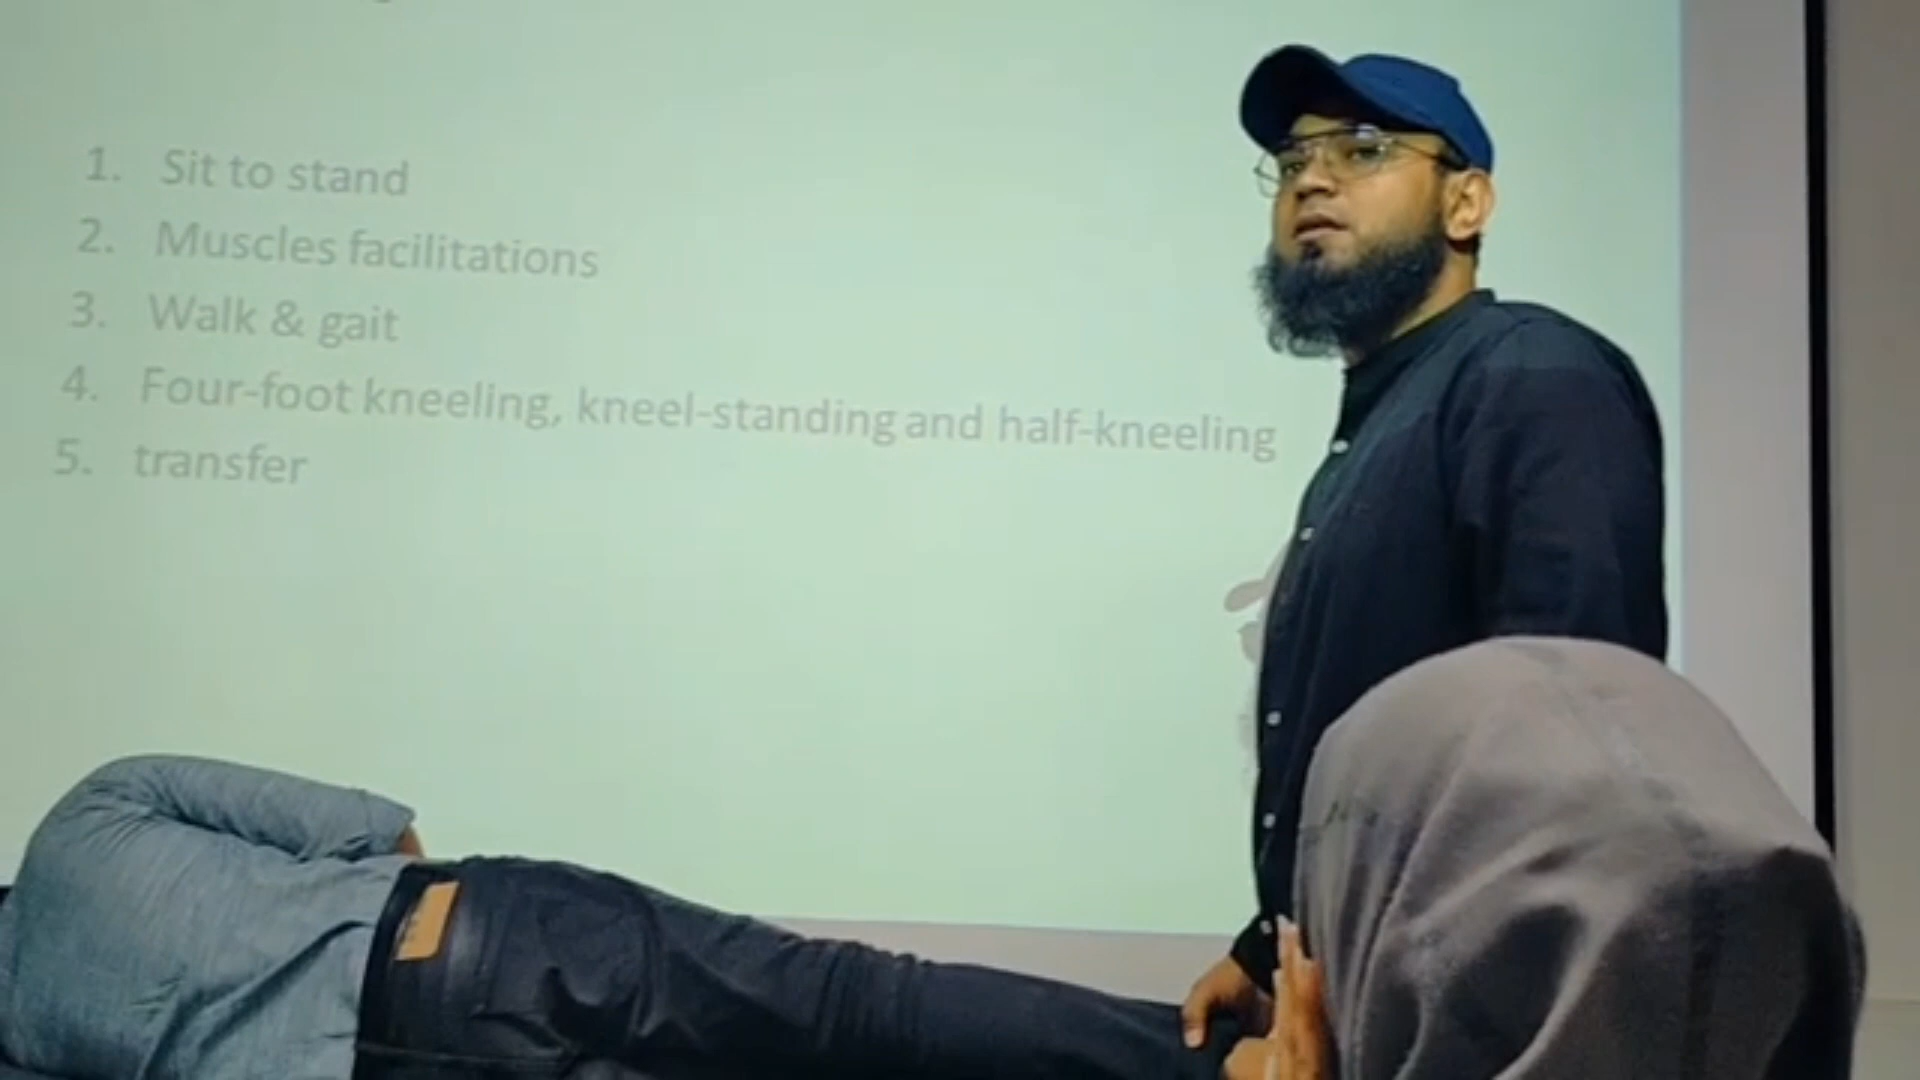 1. Sit to stand
2. Muscles facilitations
3. Walk & gait
4. Four-foot kneeling, kneel-standing and half-kneeling
5. transfer